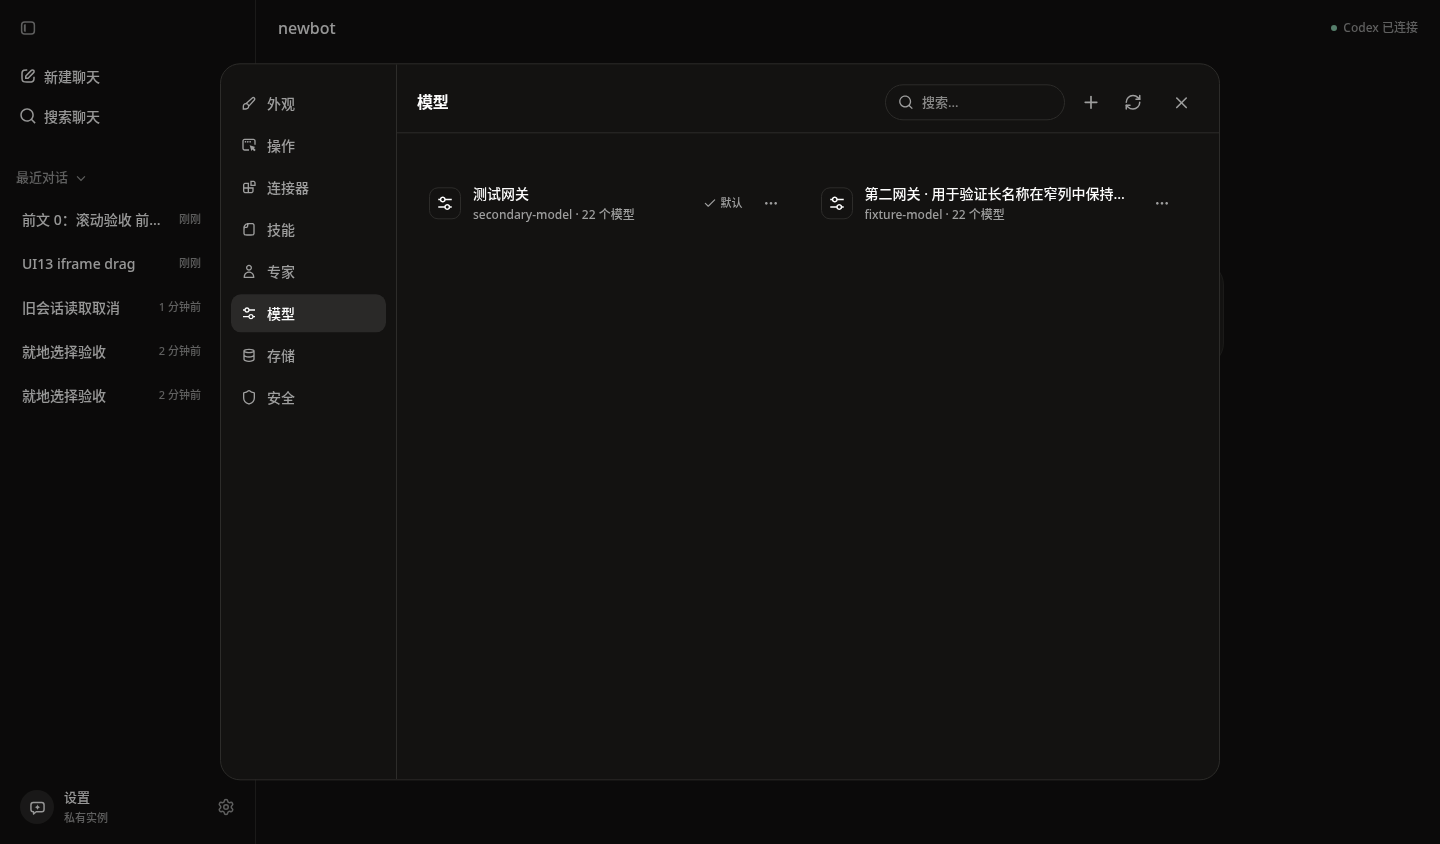 newbot
Codex 已连接
新建聊天
搜索聊天
最近对话
前文 0：滚动验收 前... 刚刚
UI13 iframe drag 刚刚
旧会话读取取消 1 分钟前
就地选择验收 2 分钟前
就地选择验收 2 分钟前
设置
私有实例
外观
操作
连接器
技能
专家
模型
存储
安全
模型
搜索...
测试网关
secondary-model · 22 个模型
默认
第二网关 · 用于验证长名称在窄列中保持...
fixture-model · 22 个模型